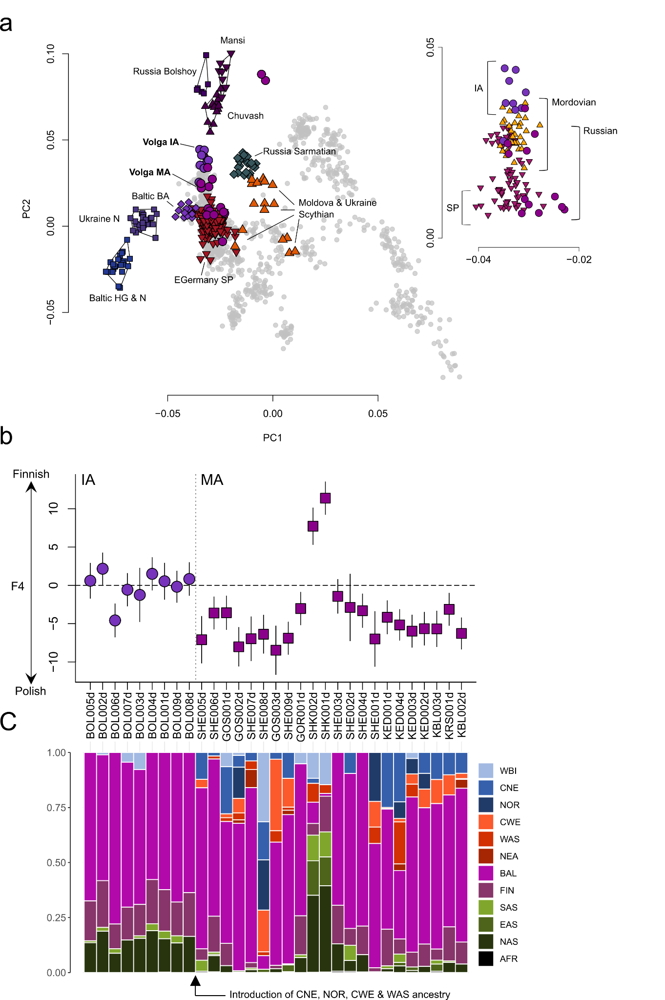 a
Mansi
Russia Bolshoy
Chuvash
Volga IA
Russia Sarmatian
Volga MA
Baltic BA
Moldova & Ukraine
Scythian
Ukraine N
EGermany SP
Baltic HG & N
PC2
0.10
0.05
0.00
−0.05
−0.05
0.00
0.05
PC1
0.05
0.00
IA
Mordovian
Russian
SP
−0.04
−0.02
b
Finnish
F4
Polish
IA
MA
10
5
0
−5
−10
BOL005d
BOL002d
BOL006d
BOL007d
BOL003d
BOL004d
BOL001d
BOL009d
BOL008d
SHE005d
SHE006d
GOS001d
GOS002d
SHE007d
SHE008d
GOS003d
SHE009d
GOR001d
SHK002d
SHK001d
SHE003d
SHE002d
SHE004d
SHE001d
KED001d
KED004d
KED003d
KED002d
KBL003d
KRS001d
KBL002d
C
1.00
0.75
0.50
0.25
0.00
WBI
CNE
NOR
CWE
WAS
NEA
BAL
FIN
SAS
EAS
NAS
AFR
Introduction of CNE, NOR, CWE & WAS ancestry